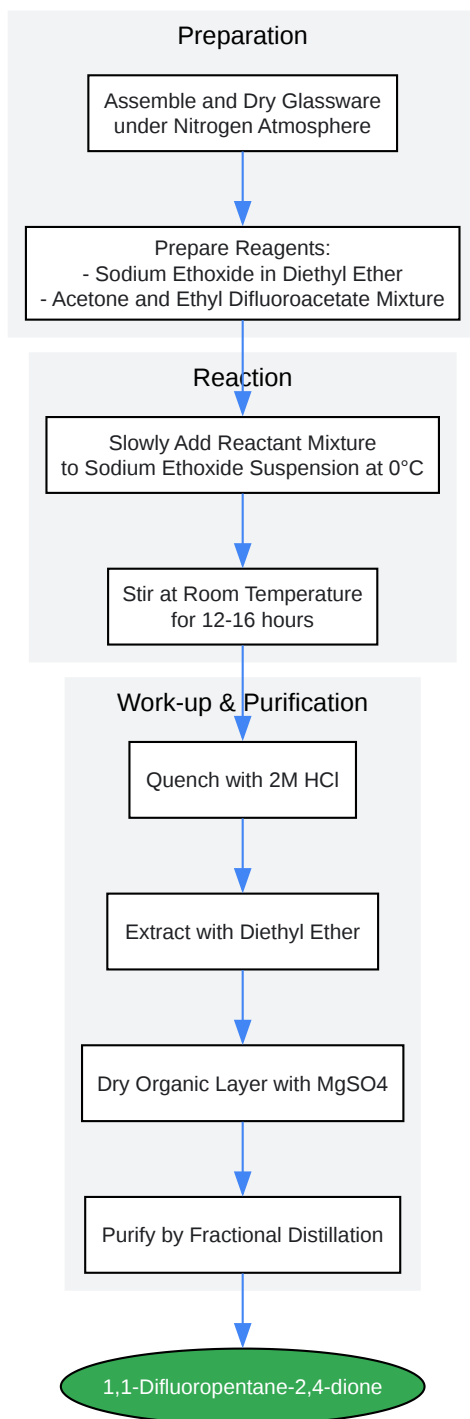 Preparation
Assemble and Dry Glassware
under Nitrogen Atmosphere
Prepare Reagents:
- Sodium Ethoxide in Diethyl Ether
- Acetone and Ethyl Difluoroacetate Mixture
Reaction
Slowly Add Reactant Mixture
to Sodium Ethoxide Suspension at 0°C
Stir at Room Temperature
for 12-16 hours
Work-up & Purification
Quench with 2M HCl
Extract with Diethyl Ether
Dry Organic Layer with MgSO4
Purify by Fractional Distillation
1,1-Difluoropentane-2,4-dione